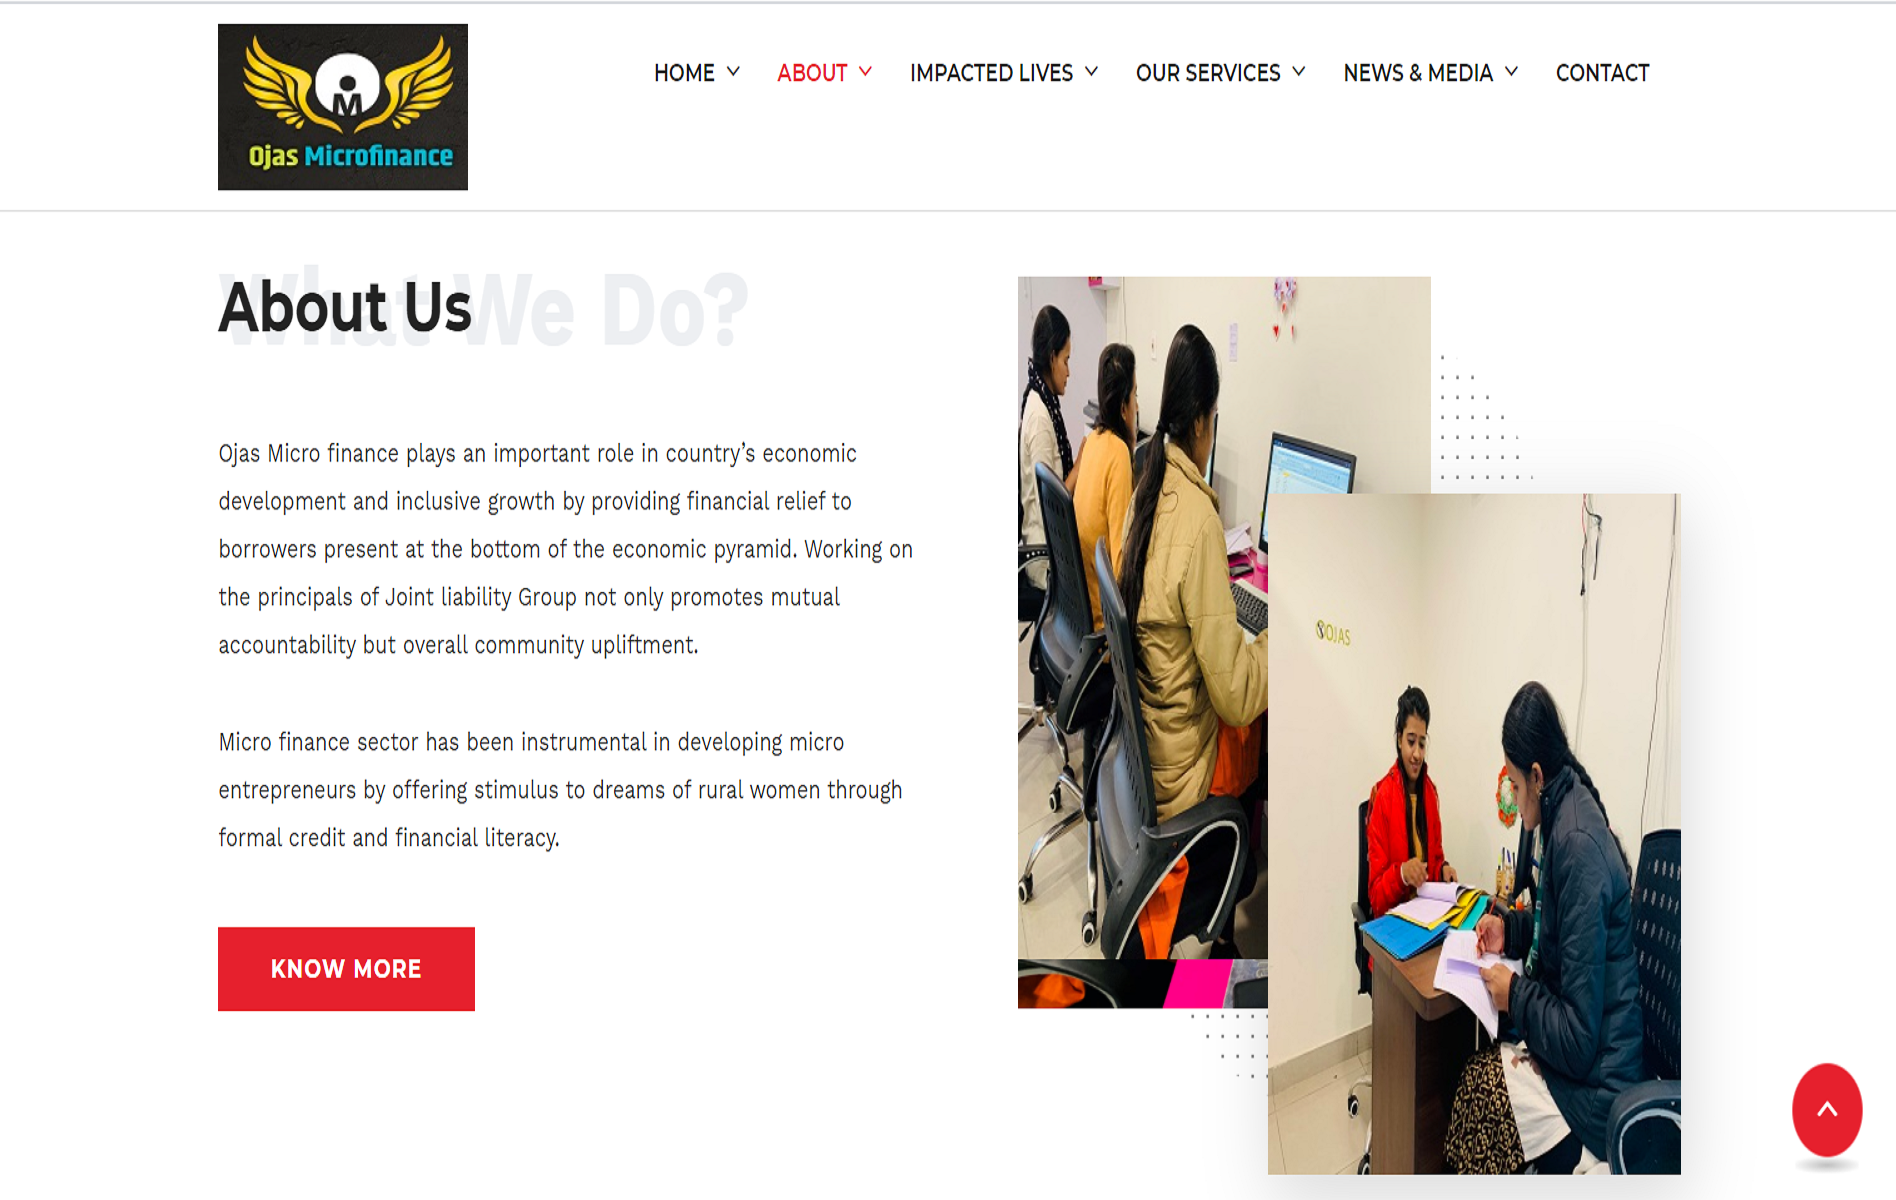 OM
Ojas Microfinance
HOME
ABOUT
IMPACTED LIVES
OUR SERVICES
NEWS & MEDIA
CONTACT
What We Do?
About Us
Ojas Micro finance plays an important role in country’s economic
development and inclusive growth by providing financial relief to
borrowers present at the bottom of the economic pyramid. Working on
the principals of Joint liability Group not only promotes mutual
accountability but overall community upliftment.
Micro finance sector has been instrumental in developing micro
entrepreneurs by offering stimulus to dreams of rural women through
formal credit and financial literacy.
KNOW MORE
OJAS